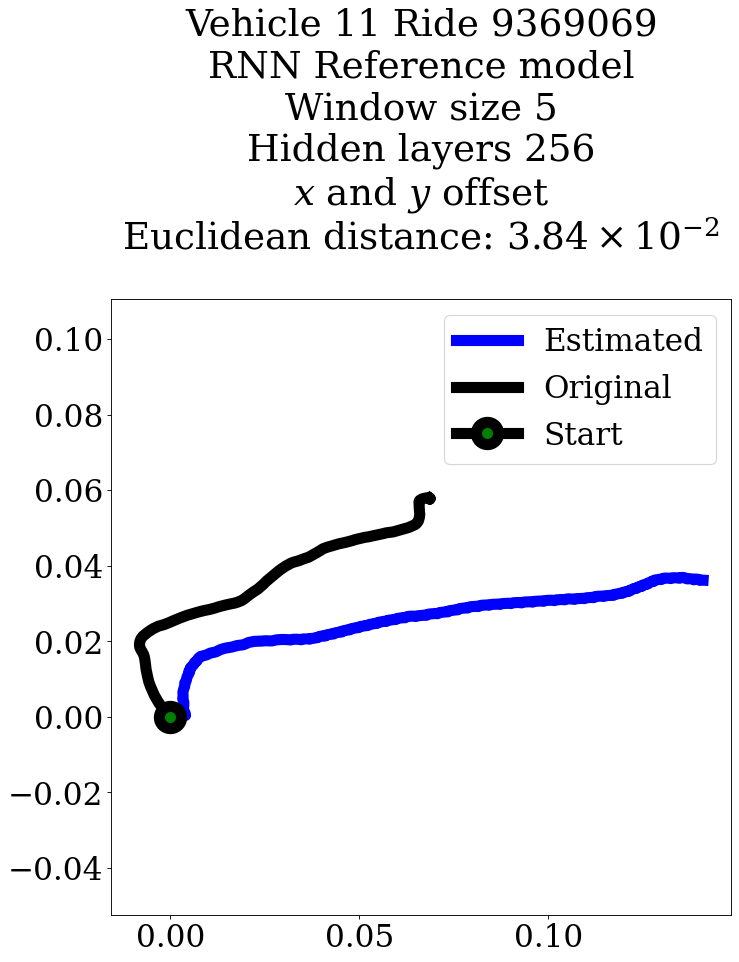 Vehicle 11 Ride 9369069
RNN Reference model
Window size 5
Hidden layers 256
x and y offset
Euclidean distance: 3.84 × 10⁻²
Estimated
Original
Start
0.10
0.08
0.06
0.04
0.02
0.00
−0.02
−0.04
0.00 0.05 0.10